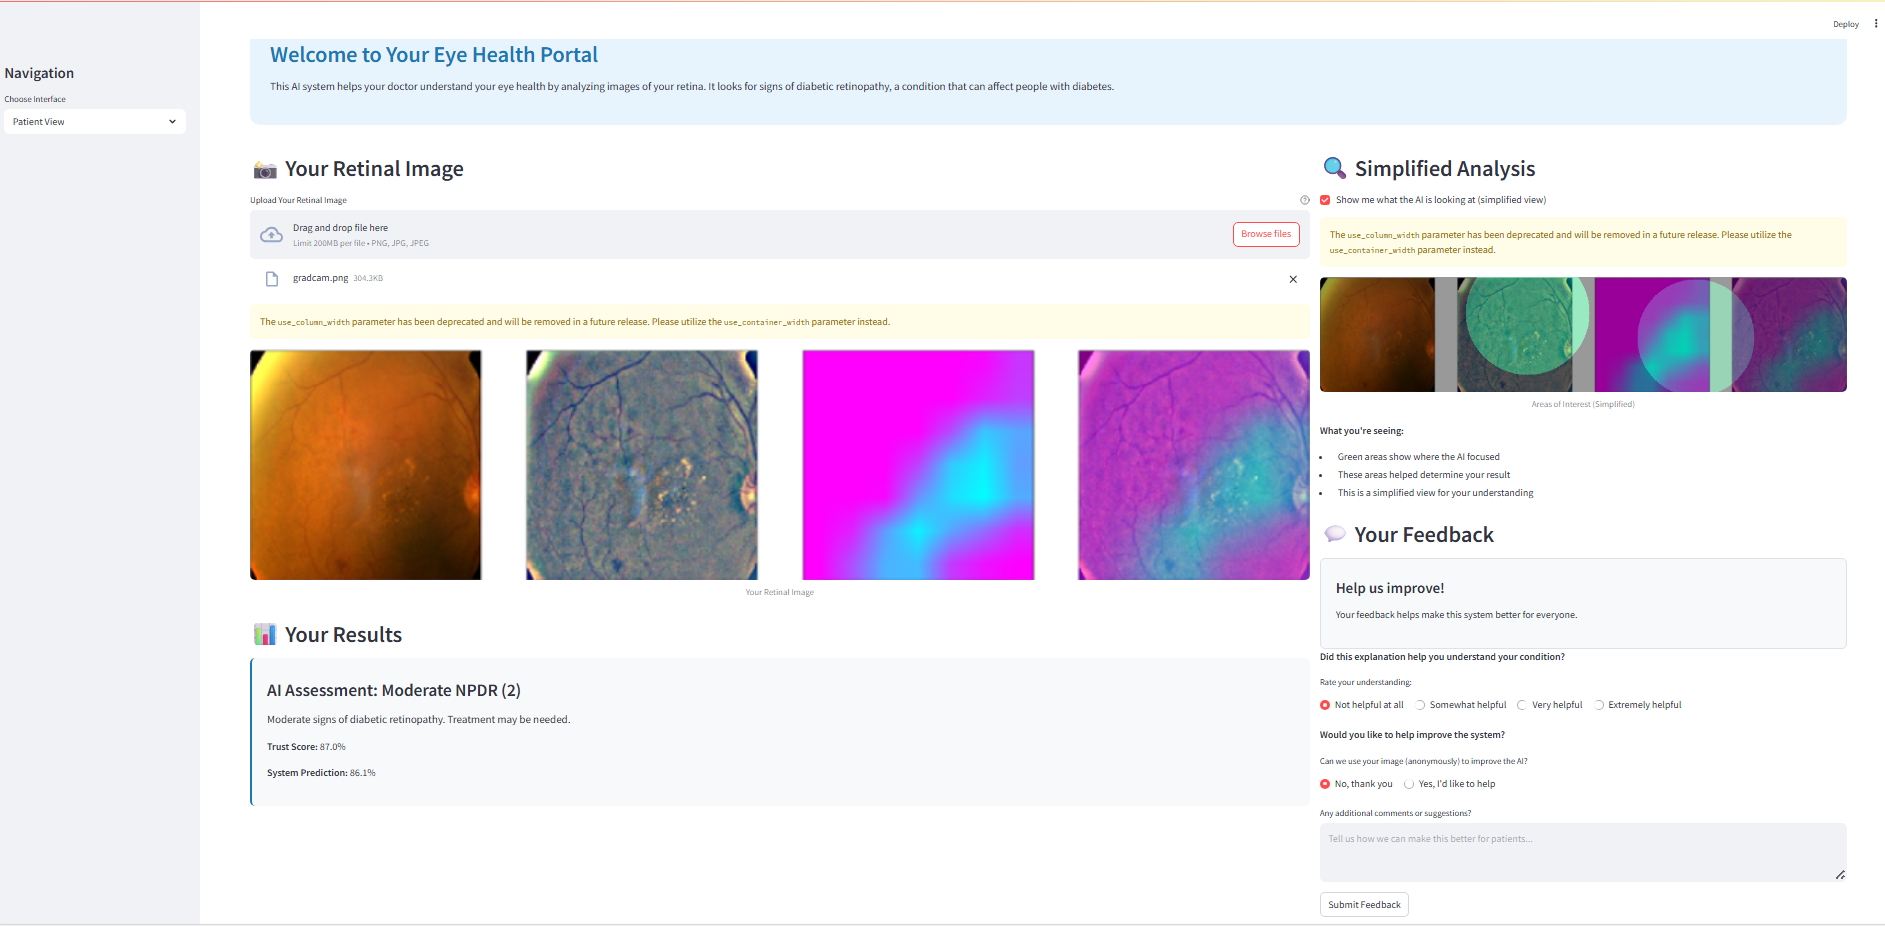 Deploy
Navigation
Choose Interface
Patient View
Welcome to Your Eye Health Portal
This AI system helps your doctor understand your eye health by analyzing images of your retina. It looks for signs of diabetic retinopathy, a condition that can affect people with diabetes.
Your Retinal Image
Upload Your Retinal Image
Drag and drop file here
Limit 200MB per file • PNG, JPG, JPEG
Browse files
gradcam.png 304.3KB
The use_column_width parameter has been deprecated and will be removed in a future release. Please utilize the use_container_width parameter instead.
Your Retinal Image
Your Results
AI Assessment: Moderate NPDR (2)
Moderate signs of diabetic retinopathy. Treatment may be needed.
Trust Score: 87.0%
System Prediction: 86.1%
Simplified Analysis
Show me what the AI is looking at (simplified view)
The use_column_width parameter has been deprecated and will be removed in a future release. Please utilize the
use_container_width parameter instead.
Areas of Interest (Simplified)
What you're seeing:
• Green areas show where the AI focused
• These areas helped determine your result
• This is a simplified view for your understanding
Your Feedback
Help us improve!
Your feedback helps make this system better for everyone.
Did this explanation help you understand your condition?
Rate your understanding:
Not helpful at all Somewhat helpful Very helpful Extremely helpful
Would you like to help improve the system?
Can we use your image (anonymously) to improve the AI?
No, thank you Yes, I'd like to help
Any additional comments or suggestions?
Tell us how we can make this better for patients...
Submit Feedback